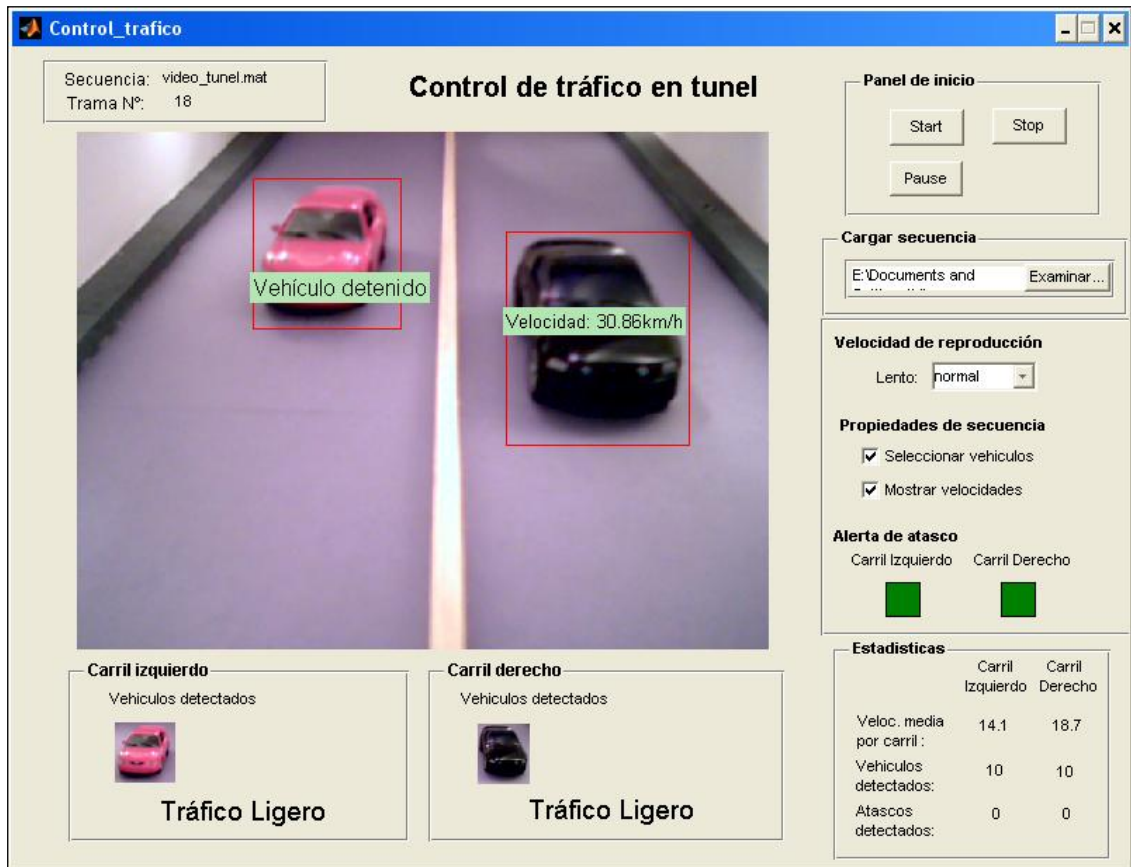 Control_trafico
Secuencia: video_tunel.mat
Trama Nº: 18
Control de tráfico en tunel
Vehículo detenido
Velocidad: 30.86km/h
Panel de inicio
Start Stop
Pause
Cargar secuencia
E:\Documents and
Examinar...
Velocidad de reproducción
Lento: normal
Propiedades de secuencia
Seleccionar vehiculos
Mostrar velocidades
Alerta de atasco
Carril Izquierdo Carril Derecho
Carril izquierdo
Vehiculos detectados
Tráfico Ligero
Carril derecho
Vehiculos detectados
Tráfico Ligero
Estadisticas
Carril Carril
Izquierdo Derecho
Veloc. media
por carril : 14.1 18.7
Vehiculos
detectados: 10 10
Atascos
detectados: 0 0